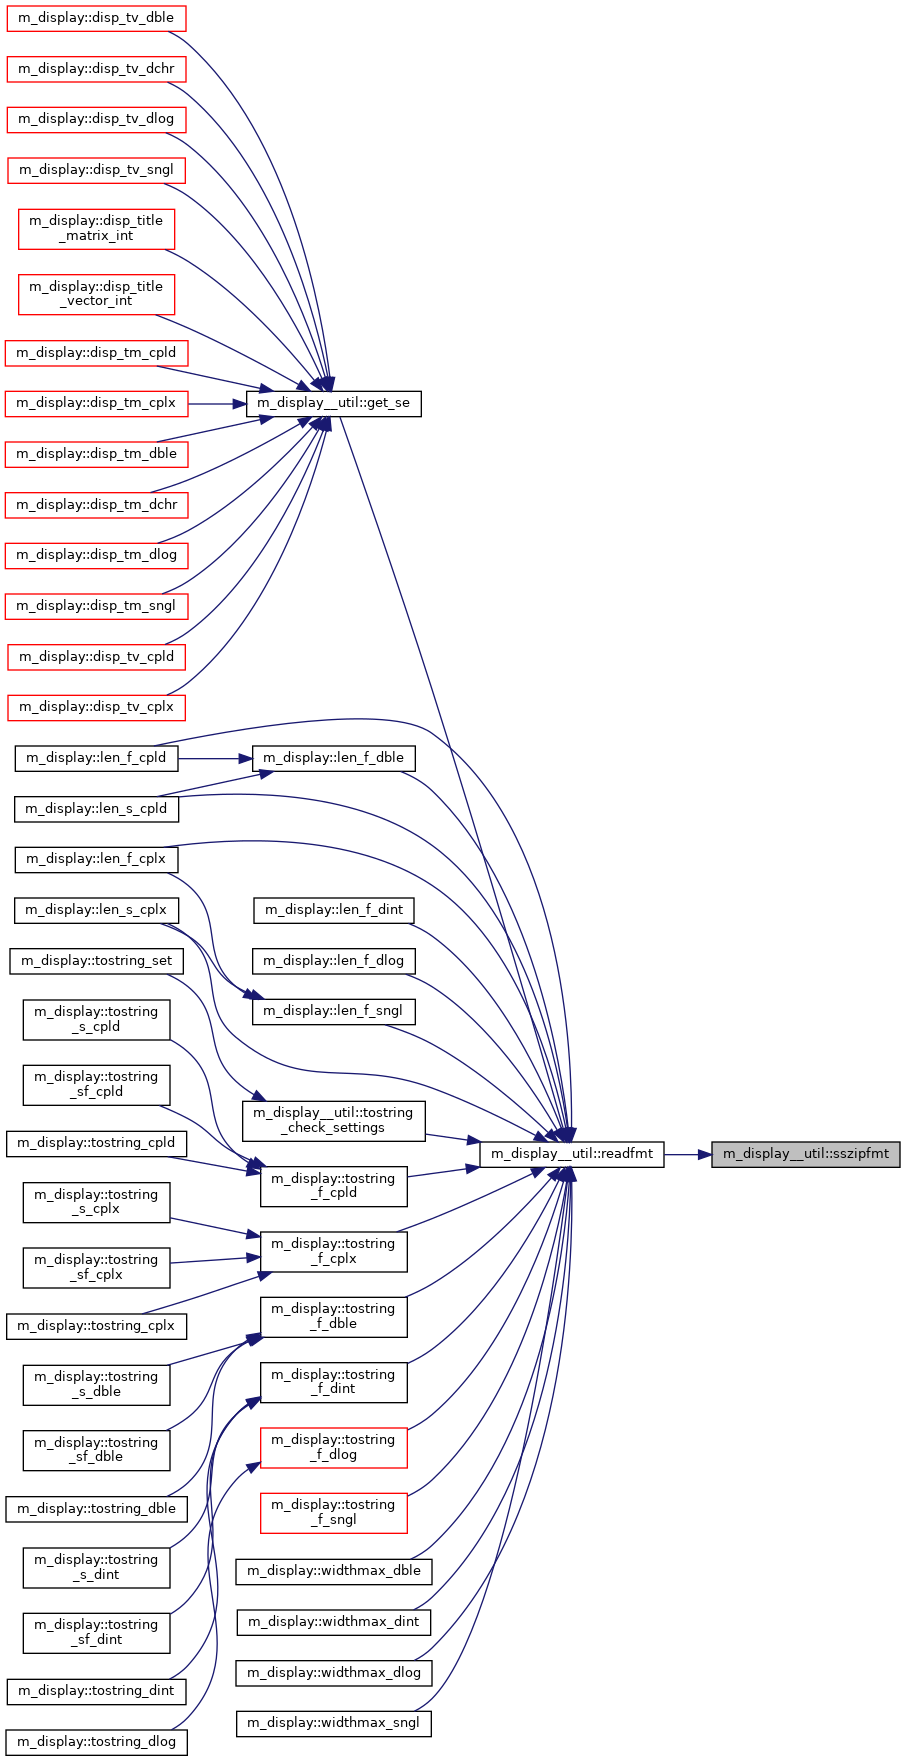 m_display::disp_tv_dble
m_display::disp_tv_dchr
m_display::disp_tv_dlog
m_display::disp_tv_sngl
m_display::disp_title
_matrix_int
m_display::disp_title
_vector_int
m_display::disp_tm_cpld
m_display::disp_tm_cplx
m_display__util::get_se
m_display::disp_tm_dble
m_display::disp_tm_dchr
m_display::disp_tm_dlog
m_display::disp_tm_sngl
m_display::disp_tv_cpld
m_display::disp_tv_cplx
m_display::len_f_cpld
m_display::len_f_dble
m_display::len_s_cpld
m_display::len_f_cplx
m_display::len_s_cplx
m_display::len_f_dint
m_display::tostring_set
m_display::len_f_dlog
m_display::tostring
_s_cpld
m_display::len_f_sngl
m_display::tostring
_sf_cpld
m_display__util::tostring
_check_settings
m_display::tostring_cpld
m_display__util::readfmt
m_display__util::sszipfmt
m_display::tostring
_f_cpld
m_display::tostring
_s_cplx
m_display::tostring
_f_cplx
m_display::tostring
_sf_cplx
m_display::tostring_cplx
m_display::tostring
_f_dble
m_display::tostring
_s_dble
m_display::tostring
_f_dint
m_display::tostring
_sf_dble
m_display::tostring
_f_dlog
m_display::tostring_dble
m_display::tostring
_f_sngl
m_display::tostring
_s_dint
m_display::widthmax_dble
m_display::tostring
_sf_dint
m_display::widthmax_dint
m_display::tostring_dint
m_display::widthmax_dlog
m_display::tostring_dlog
m_display::widthmax_sngl